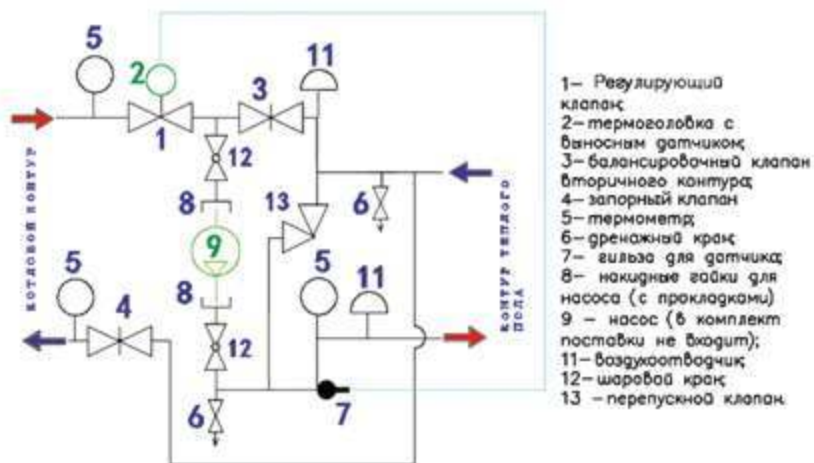 5
2
1
3
11
12
8
13
6
9
5
11
8
12
5
4
7
6
КОТЛОВОЙ КОНТУР
КОНТУР ТЕПЛОГО
ПОЛА
1- Регулирующий
клапан;
2-термоголовка с
выносным датчиком;
3-балансировочный клапан
вторичного контура;
4-запорный клапан
5-термометр;
6-дренажный кран;
7- гильза для датчика;
8- накидные гайки для
насоса (с прокладками)
9 - насос (в комплект
поставки не входит);
11-воздухоотводчик;
12-шаровой кран;
13 -перепускной клапан.